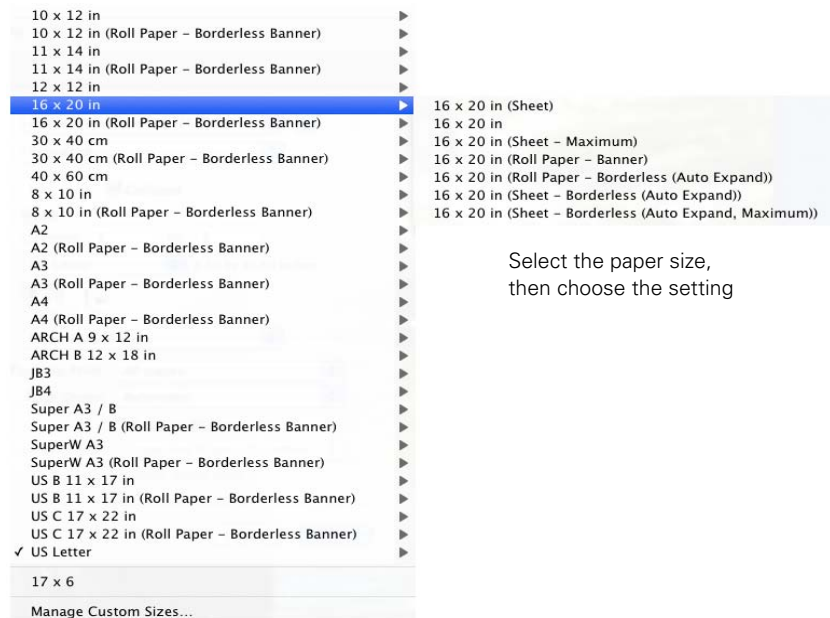 10 x 12 in
10 x 12 in (Roll Paper – Borderless Banner)
11 x 14 in
11 x 14 in (Roll Paper – Borderless Banner)
12 x 12 in
16 x 20 in
16 x 20 in (Roll Paper – Borderless Banner)
30 x 40 cm
30 x 40 cm (Roll Paper – Borderless Banner)
40 x 60 cm
8 x 10 in
8 x 10 in (Roll Paper – Borderless Banner)
A2
A2 (Roll Paper – Borderless Banner)
A3
A3 (Roll Paper – Borderless Banner)
A4
A4 (Roll Paper – Borderless Banner)
ARCH A 9 x 12 in
ARCH B 12 x 18 in
JB3
JB4
Super A3 / B
Super A3 / B (Roll Paper – Borderless Banner)
SuperW A3
SuperW A3 (Roll Paper – Borderless Banner)
US B 11 x 17 in
US B 11 x 17 in (Roll Paper – Borderless Banner)
US C 17 x 22 in
US C 17 x 22 in (Roll Paper – Borderless Banner)
✓ US Letter
17 x 6
Manage Custom Sizes...
16 x 20 in (Sheet)
16 x 20 in
16 x 20 in (Sheet – Maximum)
16 x 20 in (Roll Paper – Banner)
16 x 20 in (Roll Paper – Borderless (Auto Expand))
16 x 20 in (Sheet – Borderless (Auto Expand))
16 x 20 in (Sheet – Borderless (Auto Expand, Maximum))
Select the paper size,
then choose the setting